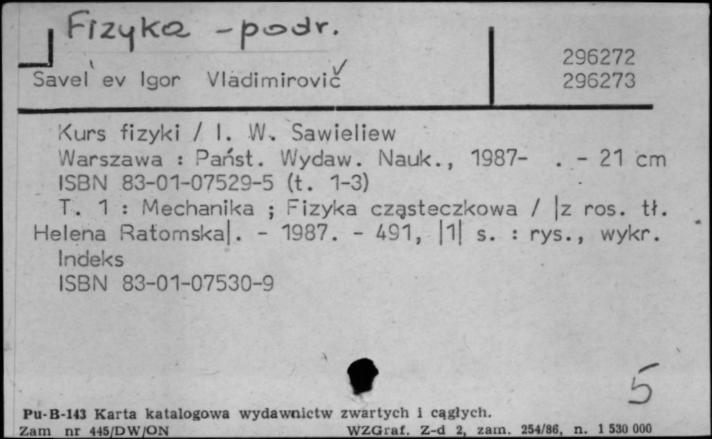 Fizyka - podr.
296272
Savel'ev Igor Vladimirovič
296273
Kurs fizyki / I. W. Sawieliew
Warszawa : Państ. Wydaw. Nauk., 1987-  . - 21 cm
ISBN 83-01-07529-5 (t. 1-3)
T. 1 : Mechanika ; Fizyka cząsteczkowa / |z ros. tł.
Helena Ratomska|. - 1987. - 491, |1| s. : rys., wykr.
Indeks
ISBN 83-01-07530-9
5
Pu-B-143 Karta katalogowa wydawnictw zwartych i cągłych.
Zam nr 445/DW/ON WZGraf. Z-d 2, zam. 254/86, n. 1 530 000